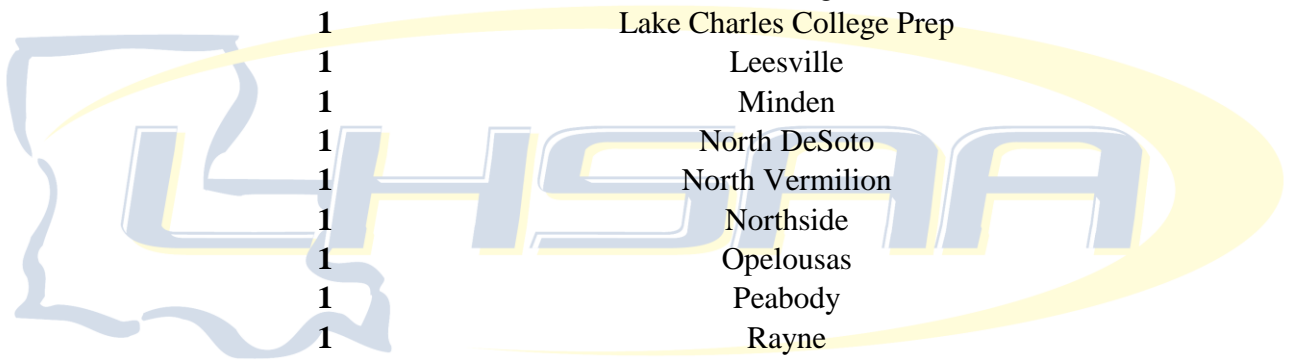 1 Lake Charles College Prep
1 Leesville
1 Minden
1 North DeSoto
1 North Vermilion
1 Northside
1 Opelousas
1 Peabody
1 Rayne
LHSAA